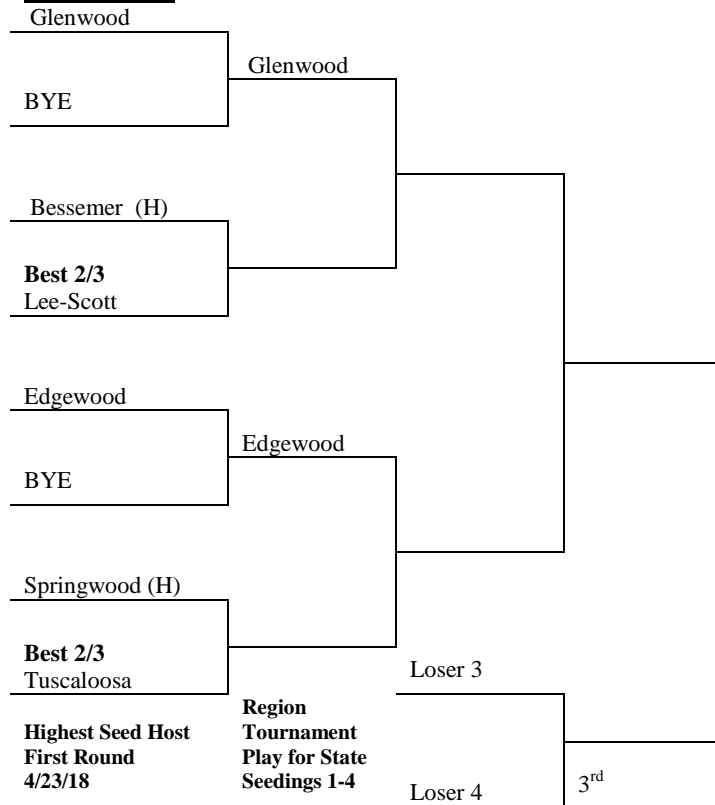 Glenwood
Glenwood
BYE
Bessemer (H)
Best 2/3
Lee-Scott
Edgewood
Edgewood
BYE
Springwood (H)
Best 2/3
Tuscaloosa
Loser 3
Highest Seed Host
First Round
4/23/18
Region
Tournament
Play for State
Seedings 1-4
Loser 4
3rd